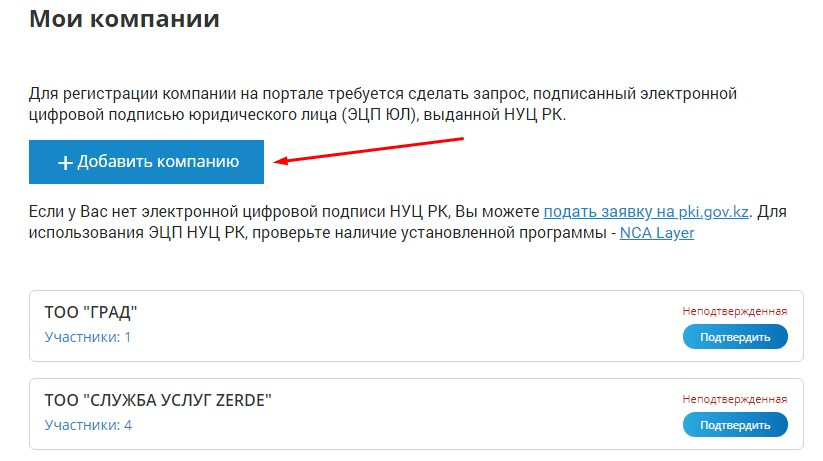 Мои компании
Для регистрации компании на портале требуется сделать запрос, подписанный электронной
цифровой подписью юридического лица (ЭЦП ЮЛ), выданной НУЦ РК.
+ Добавить компанию
Если у Вас нет электронной цифровой подписи НУЦ РК, Вы можете подать заявку на pki.gov.kz. Для
использования ЭЦП НУЦ РК, проверьте наличие установленной программы - NCA Layer
ТОО "ГРАД"
Неподтвержденная
Участники: 1
Подтвердить
ТОО "СЛУЖБА УСЛУГ ZERDE"
Неподтвержденная
Участники: 4
Подтвердить